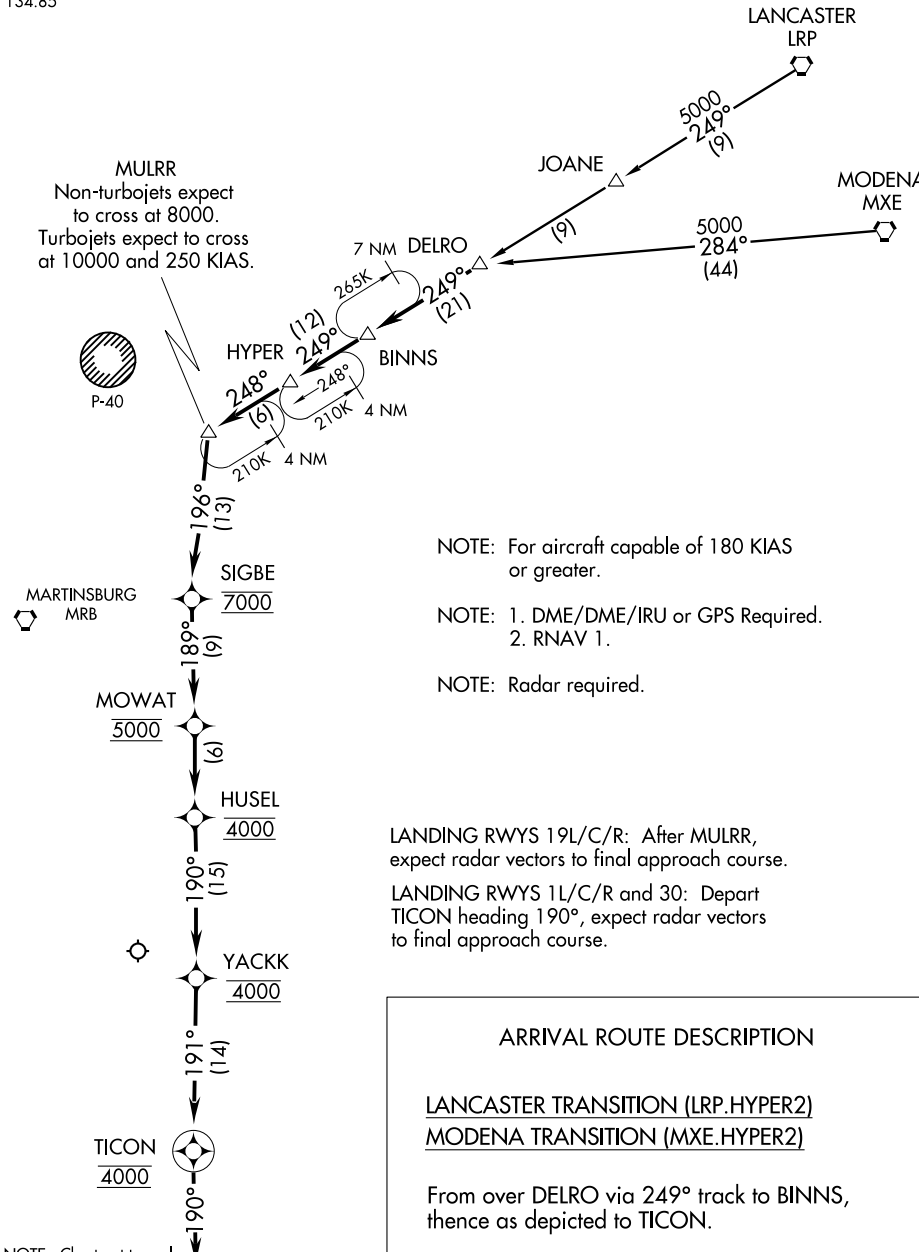 134.85
LANCASTER
LRP
5000
249°
(9)
JOANE
MODENA
MXE
5000
284°
(44)
(9)
MULRR
Non-turbojets expect
to cross at 8000.
Turbojets expect to cross
at 10000 and 250 KIAS.
7 NM
DELRO
265K
249°
(21)
(12)
249°
HYPER
BINNS
P-40
248°
(6)
248°
210K
4 NM
210K
4 NM
196°
(13)
NOTE: For aircraft capable of 180 KIAS
or greater.
SIGBE
7000
MARTINSBURG
MRB
NOTE: 1. DME/DME/IRU or GPS Required.
2. RNAV 1.
189°
(9)
NOTE: Radar required.
MOWAT
5000
(6)
HUSEL
4000
LANDING RWYS 19L/C/R: After MULRR,
expect radar vectors to final approach course.
190°
(15)
LANDING RWYS 1L/C/R and 30: Depart
TICON heading 190°, expect radar vectors
to final approach course.
YACKK
4000
191°
(14)
ARRIVAL ROUTE DESCRIPTION
LANCASTER TRANSITION (LRP.HYPER2)
MODENA TRANSITION (MXE.HYPER2)
TICON
4000
From over DELRO via 249° track to BINNS,
thence as depicted to TICON.
190°